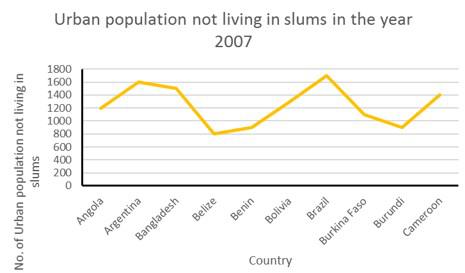 Urban population not living in slums in the year
2007
No. of Urban population not living in
slums
1800
1600
1400
1200
1000
800
600
400
200
0
Angola
Argentina
Bangladesh
Belize
Benin
Bolivia
Brazil
Burkina Faso
Burundi
Cameroon
Country